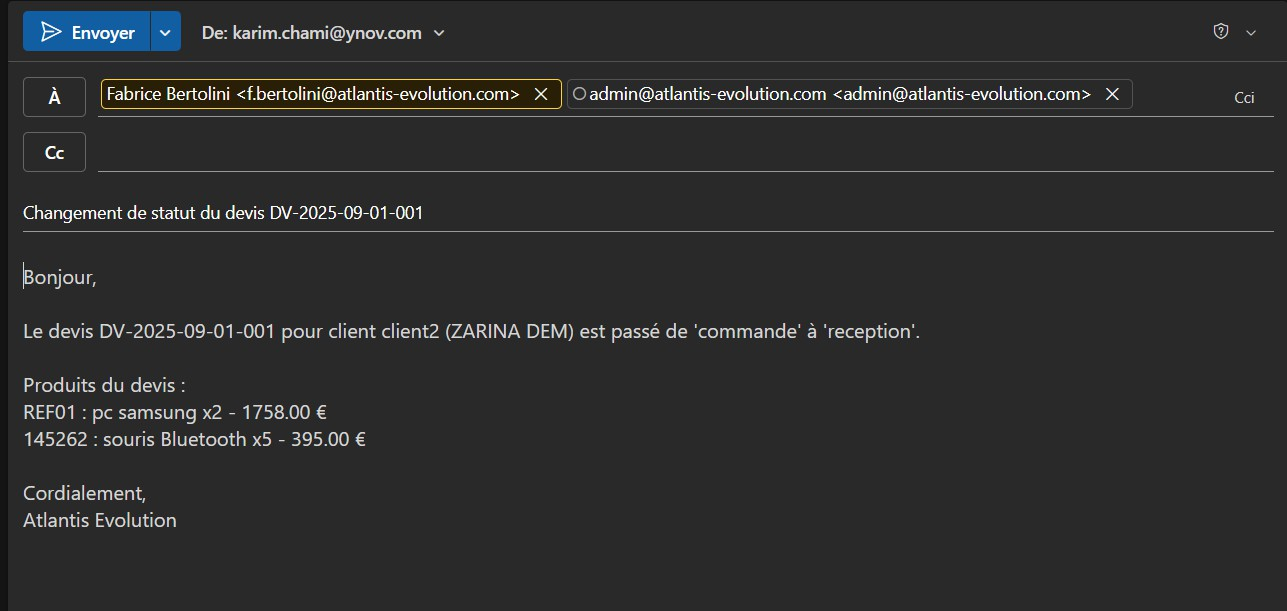 Envoyer
De: karim.chami@ynov.com
À
Fabrice Bertolini <f.bertolini@atlantis-evolution.com>
admin@atlantis-evolution.com <admin@atlantis-evolution.com>
Cci
Cc
Changement de statut du devis DV-2025-09-01-001
Bonjour,
Le devis DV-2025-09-01-001 pour client client2 (ZARINA DEM) est passé de 'commande' à 'reception'.
Produits du devis :
REF01 : pc samsung x2 - 1758.00 €
145262 : souris Bluetooth x5 - 395.00 €
Cordialement,
Atlantis Evolution